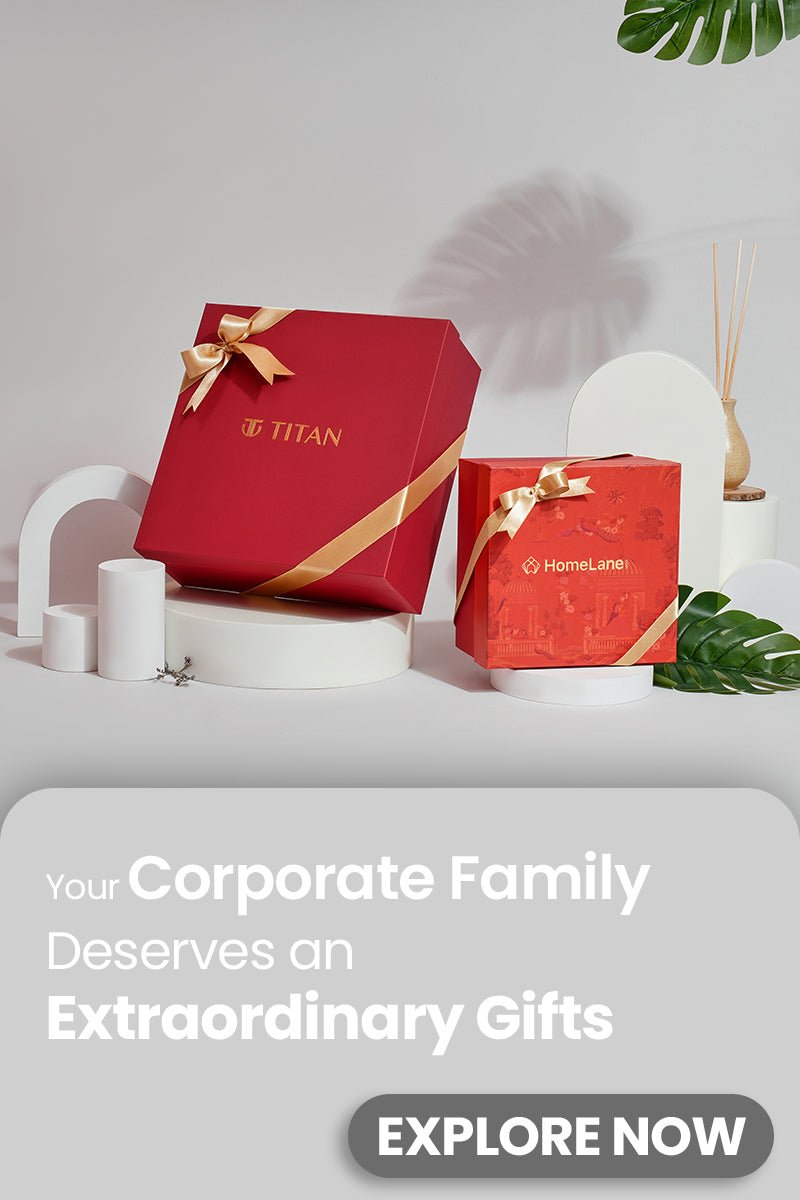 TITAN
HomeLane
Your Corporate Family
Deserves an
Extraordinary Gifts
EXPLORE NOW